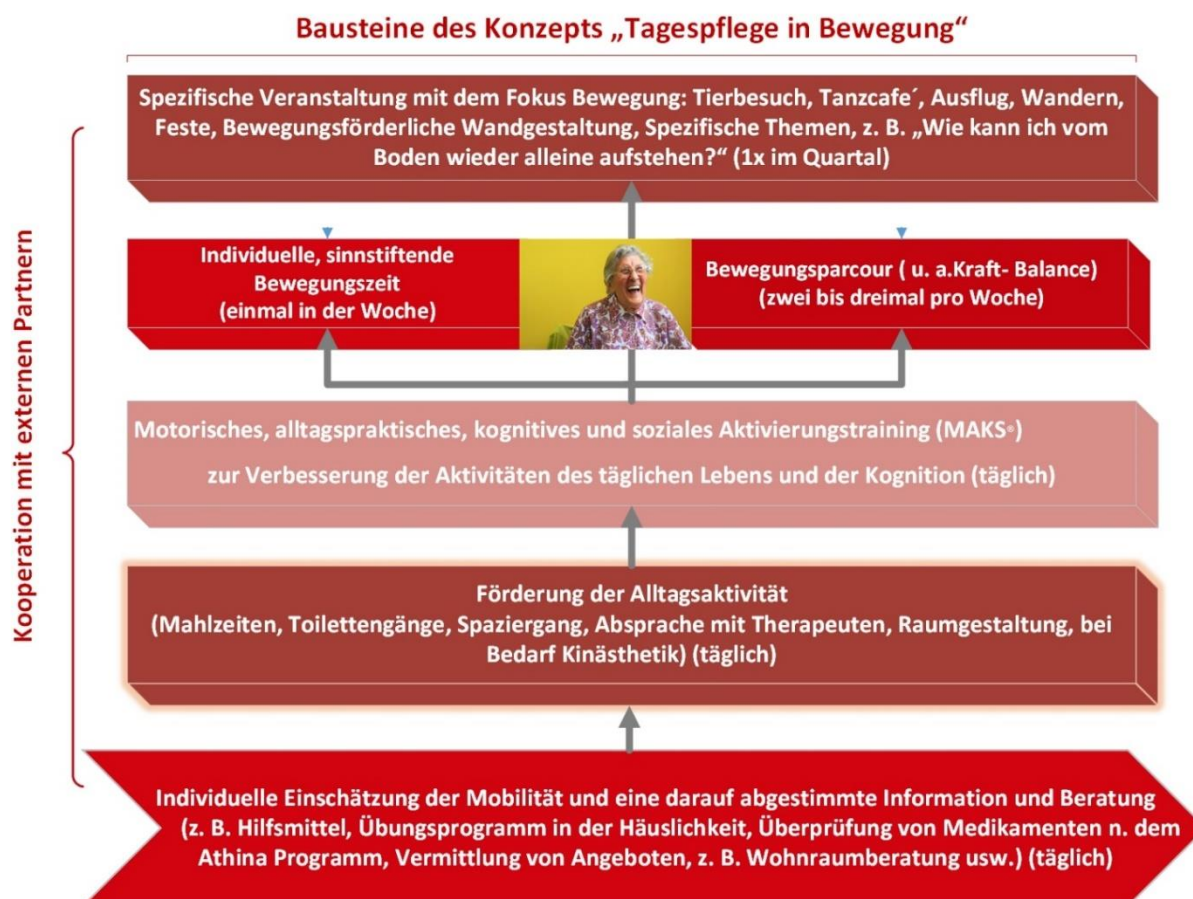 Bausteine des Konzepts „Tagespflege in Bewegung“
Spezifische Veranstaltung mit dem Fokus Bewegung: Tierbesuch, Tanzcafe´, Ausflug, Wandern,
Feste, Bewegungsförderliche Wandgestaltung, Spezifische Themen, z. B. „Wie kann ich vom
Boden wieder alleine aufstehen?“ (1x im Quartal)
Individuelle, sinnstiftende
Bewegungszeit
(einmal in der Woche)
Bewegungsparcour ( u. a.Kraft- Balance)
(zwei bis dreimal pro Woche)
Motorisches, alltagspraktisches, kognitives und soziales Aktivierungstraining (MAKS®)
zur Verbesserung der Aktivitäten des täglichen Lebens und der Kognition (täglich)
Förderung der Alltagsaktivität
(Mahlzeiten, Toilettengänge, Spaziergang, Absprache mit Therapeuten, Raumgestaltung, bei
Bedarf Kinästhetik) (täglich)
Individuelle Einschätzung der Mobilität und eine darauf abgestimmte Information und Beratung
(z. B. Hilfsmittel, Übungsprogramm in der Häuslichkeit, Überprüfung von Medikamenten n. dem
Athina Programm, Vermittlung von Angeboten, z. B. Wohnraumberatung usw.) (täglich)
Kooperation mit externen Partnern